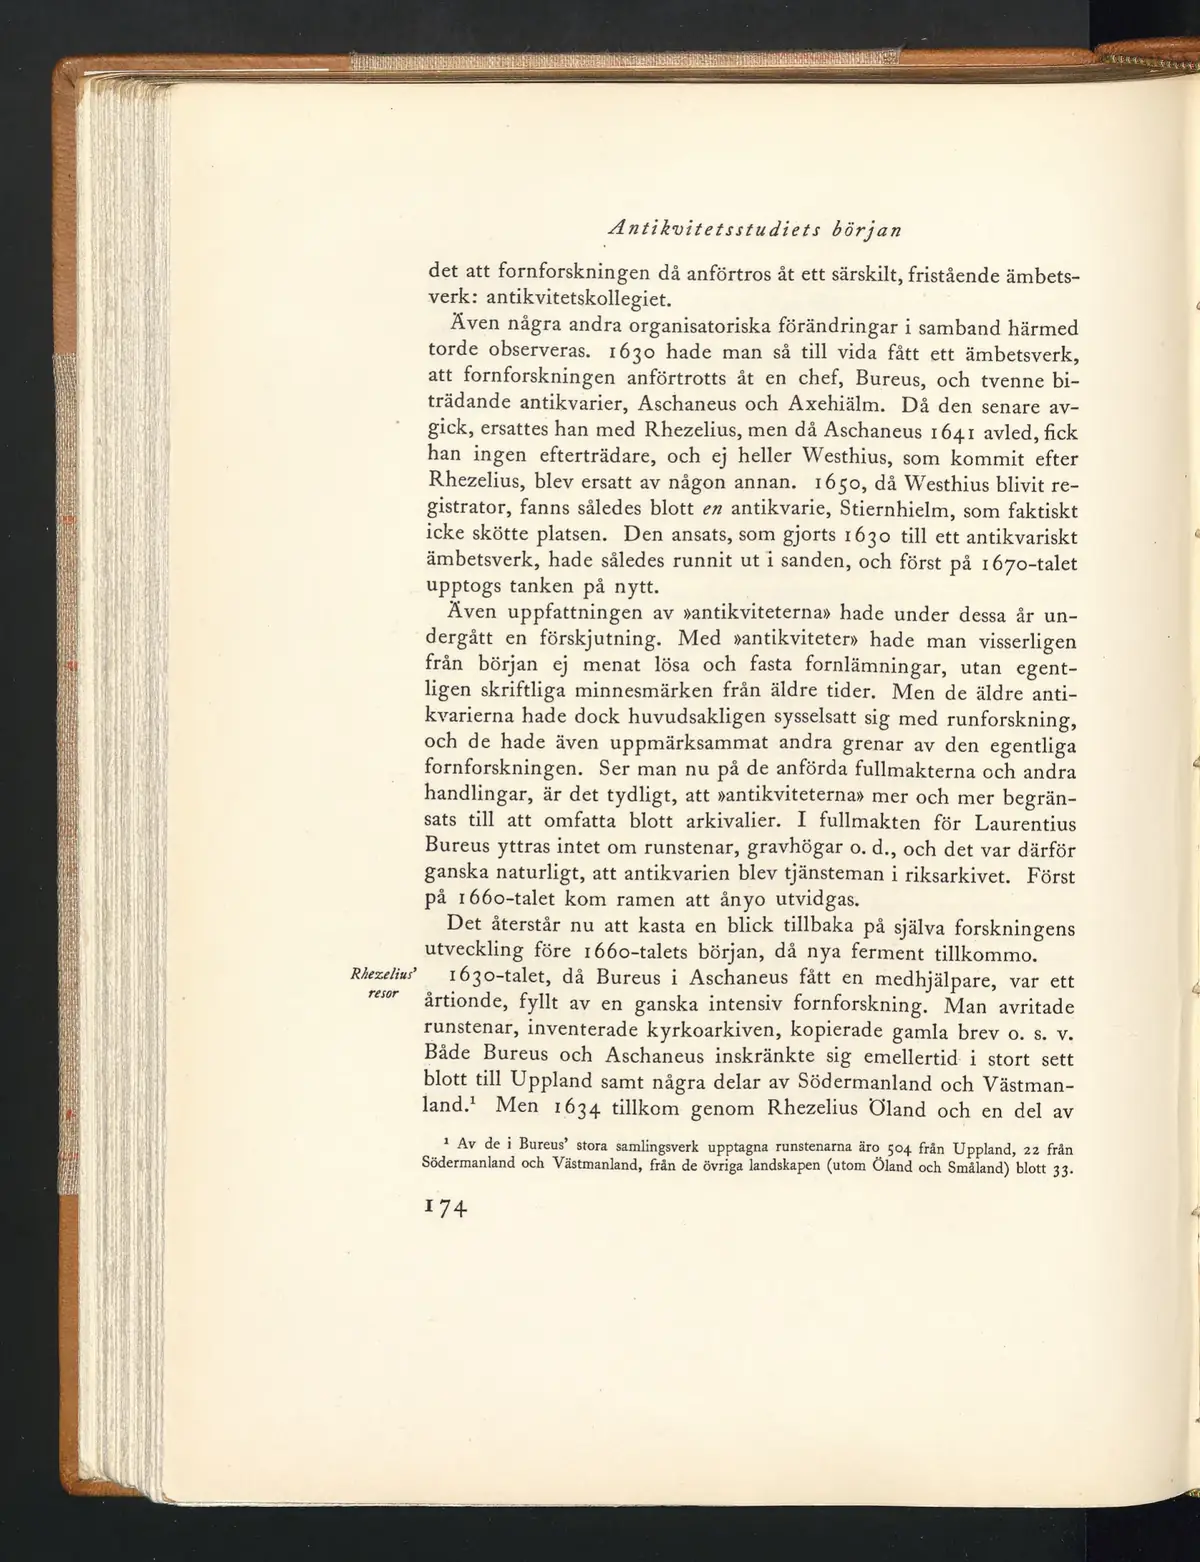 Antikvitetsstudiets början
det att fornforskningen då anförtros åt ett särskilt, fristående ämbets-
verk: antikvitetskollegiet.
Även några andra organisatoriska förändringar i samband härmed
torde observeras. 1630 hade man så till vida fått ett ämbetsverk,
att fornforskningen anförtrotts åt en chef, Bureus, och tvenne bi-
trädande antikvarier, Aschaneus och Axehiälm. Då den senare av-
gick, ersattes han med Rhezelius, men då Aschaneus 1641 avled, fick
han ingen efterträdare, och ej heller Westhius, som kommit efter
Rhezelius, blev ersatt av någon annan. 1650, då Westhius blivit re-
gistrator, fanns således blott en antikvarie, Stiernhielm, som faktiskt
icke skötte platsen. Den ansats, som gjorts 1630 till ett antikvariskt
ämbetsverk, hade således runnit ut i sanden, och först på 1670-talet
upptogs tanken på nytt.
Även uppfattningen av »antikviteterna» hade under dessa år un-
dergått en förskjutning. Med »antikviteter» hade man visserligen
från början ej menat lösa och fasta fornlämningar, utan egent-
ligen skriftliga minnesmärken från äldre tider. Men de äldre anti-
kvarierna hade dock huvudsakligen sysselsatt sig med runforskning,
och de hade även uppmärksammat andra grenar av den egentliga
fornforskningen. Ser man nu på de anförda fullmakterna och andra
handlingar, är det tydligt, att »antikviteterna» mer och mer begrän-
sats till att omfatta blott arkivalier. I fullmakten för Laurentius
Bureus yttras intet om runstenar, gravhögar o. d., och det var därför
ganska naturligt, att antikvarien blev tjänsteman i riksarkivet. Först
på 1660-talet kom ramen att ånyo utvidgas.
Det återstår nu att kasta en blick tillbaka på själva forskningens
utveckling före 1660-talets början, då nya ferment tillkommo.
Rhezelius'
resor
1630-talet, då Bureus i Aschaneus fått en medhjälpare, var ett
årtionde, fyllt av en ganska intensiv fornforskning. Man avritade
runstenar, inventerade kyrkoarkiven, kopierade gamla brev o. s. v.
Både Bureus och Aschaneus inskränkte sig emellertid i stort sett
blott till Uppland samt några delar av Södermanland och Västman-
land.¹ Men 1634 tillkom genom Rhezelius Öland och en del av
¹ Av de i Bureus' stora samlingsverk upptagna runstenarna äro 504 från Uppland, 22 från
Södermanland och Västmanland, från de övriga landskapen (utom Öland och Småland) blott 33.
174